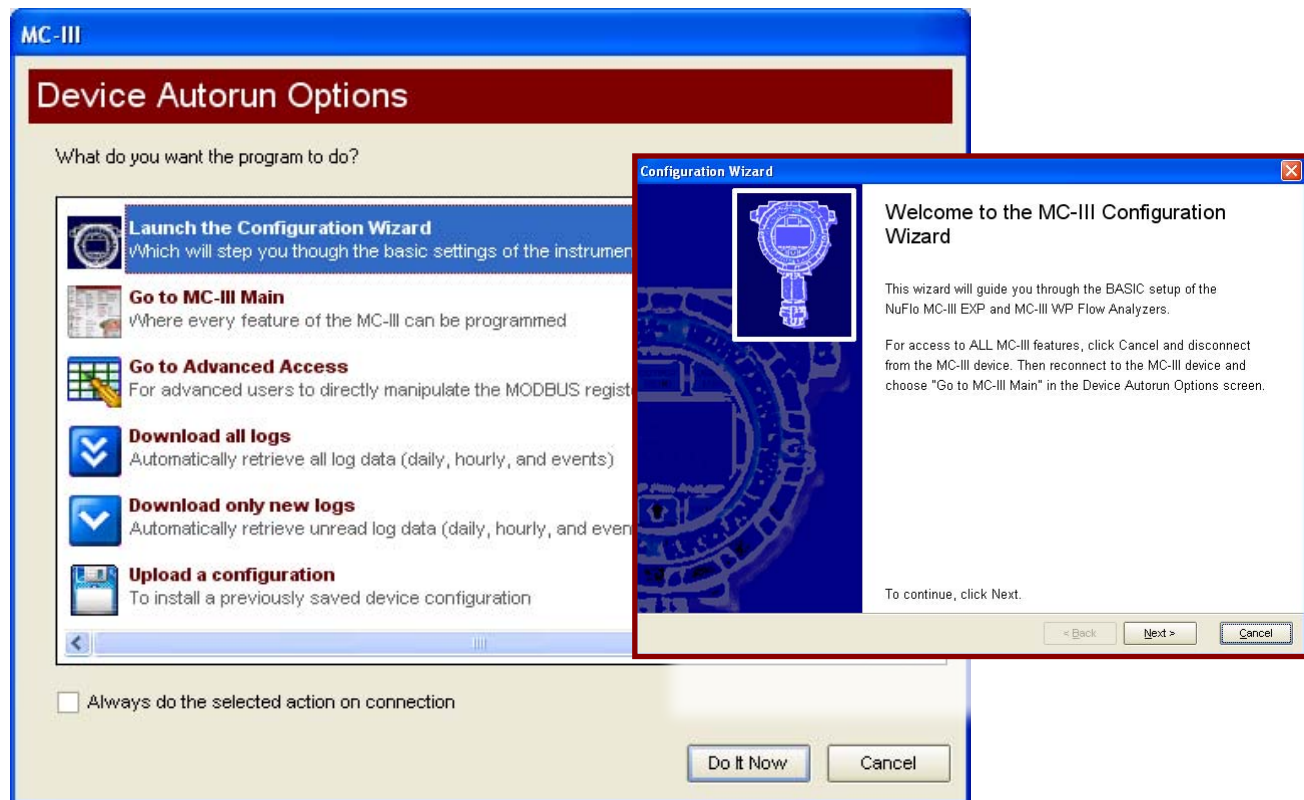 MC-III
Device Autorun Options
What do you want the program to do?
Launch the Configuration Wizard
Which will step you though the basic settings of the instrumen
Go to MC-III Main
Where every feature of the MC-III can be programmed
Go to Advanced Access
For advanced users to directly manipulate the MODBUS regist
Download all logs
Automatically retrieve all log data (daily, hourly, and events)
Download only new logs
Automatically retrieve unread log data (daily, hourly, and even
Upload a configuration
To install a previously saved device configuration
Always do the selected action on connection
Do It Now
Cancel
Configuration Wizard
Welcome to the MC-III Configuration
Wizard
This wizard will guide you through the BASIC setup of the
NuFlo MC-III EXP and MC-III WP Flow Analyzers.
For access to ALL MC-III features, click Cancel and disconnect
from the MC-III device. Then reconnect to the MC-III device and
choose "Go to MC-III Main" in the Device Autorun Options screen.
To continue, click Next.
< Back
Next >
Cancel